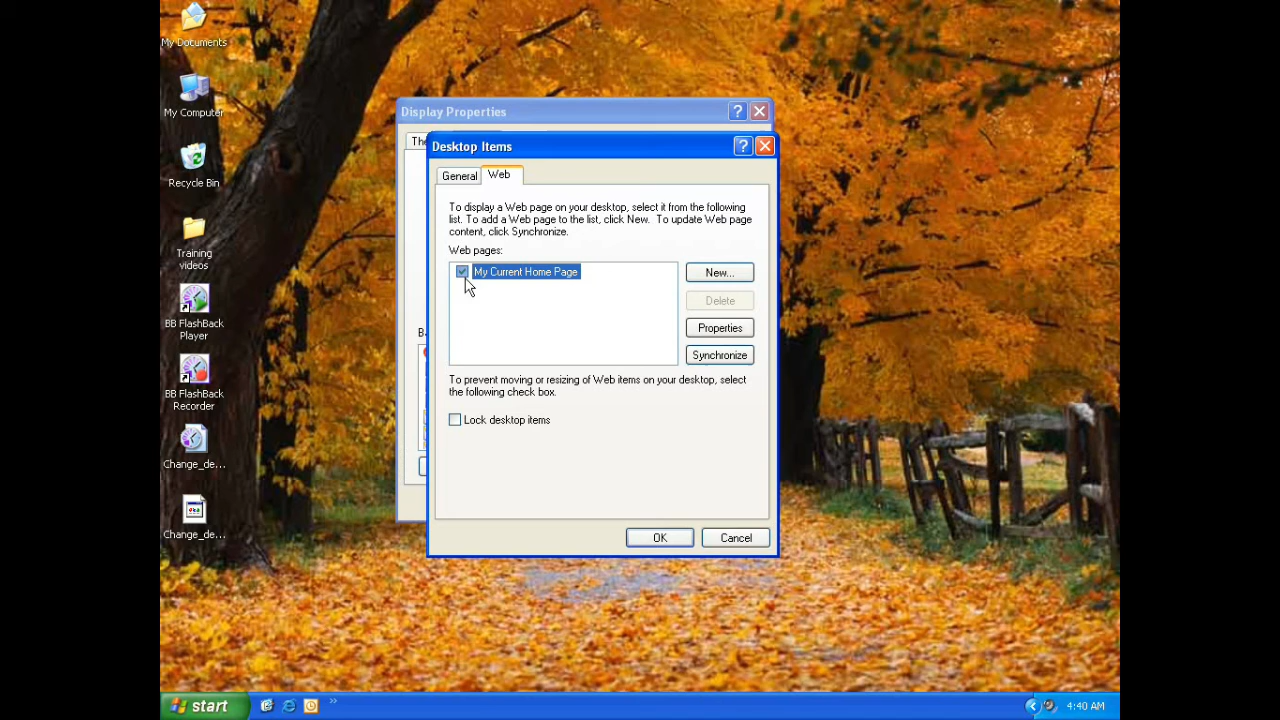 My Documents
My Computer
Recycle Bin
Training
videos
BB FlashBack
Player
BB FlashBack
Recorder
Change_de...
Change_de...
Display Properties
The
Desktop Items
General
Web
To display a Web page on your desktop, select it from the following
list. To add a Web page to the list, click New. To update Web page
content, click Synchronize.
Web pages:
My Current Home Page
New...
Delete
Properties
Synchronize
To prevent moving or resizing of Web items on your desktop, select
the following check box.
Lock desktop items
OK
Cancel
start
4:40 AM